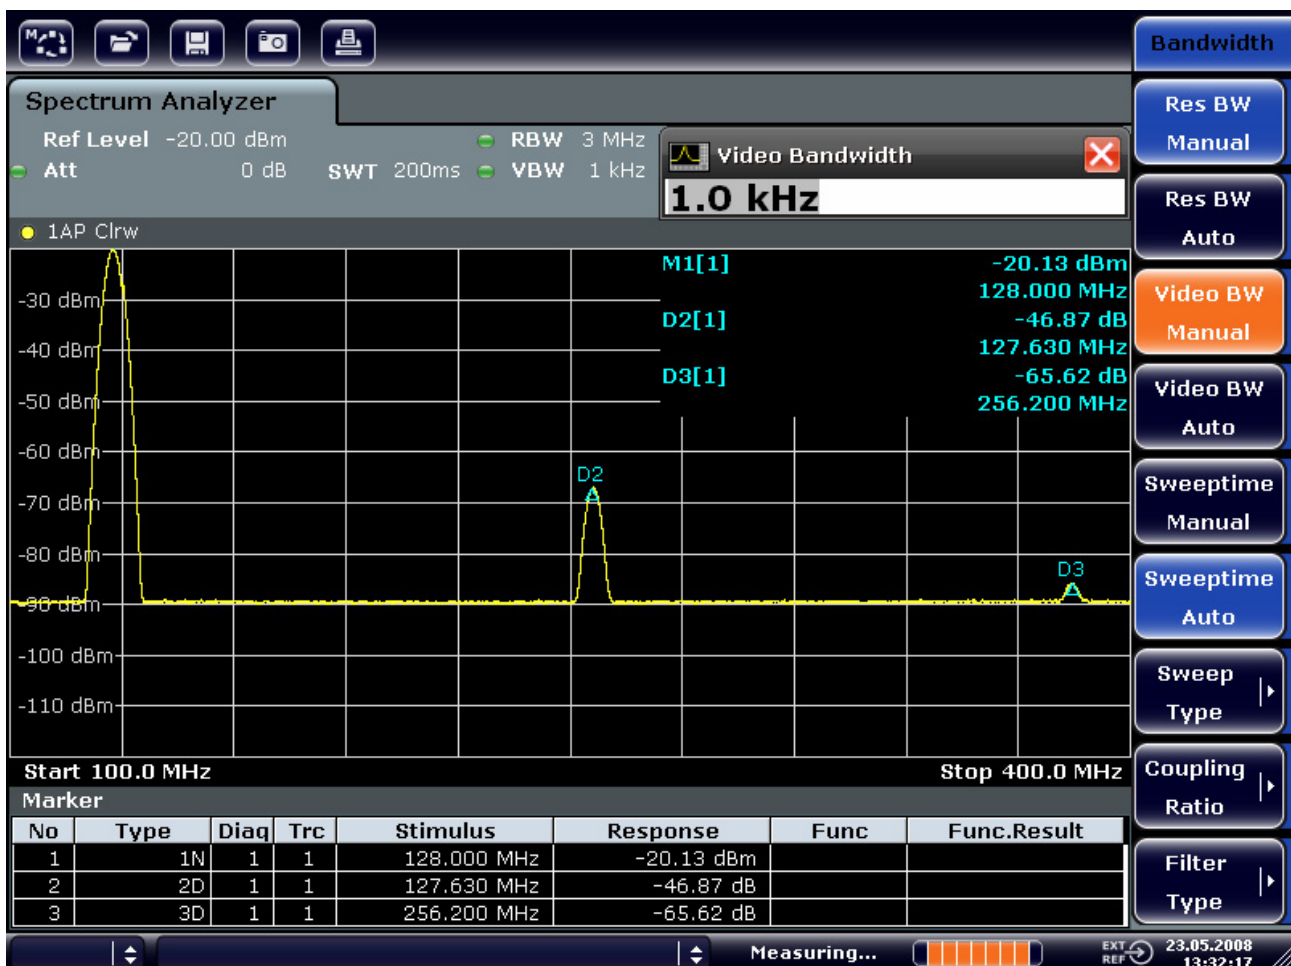 M
Bandwidth
Spectrum Analyzer
Ref Level -20.00 dBm RBW 3 MHz
Att 0 dB SWT 200ms VBW 1 kHz
Video Bandwidth
1.0 kHz
1AP Clrw
M1[1] -20.13 dBm
128.000 MHz
D2[1] -46.87 dB
127.630 MHz
D3[1] -65.62 dB
256.200 MHz
-30 dBm
-40 dBm
-50 dBm
-60 dBm
-70 dBm
-80 dBm
-90 dBm
-100 dBm
-110 dBm
D2
D3
Start 100.0 MHz Stop 400.0 MHz
Marker
No Type Diag Trc Stimulus Response Func Func.Result
1 1N 1 1 128.000 MHz -20.13 dBm
2 2D 1 1 127.630 MHz -46.87 dB
3 3D 1 1 256.200 MHz -65.62 dB
Res BW
Manual
Res BW
Auto
Video BW
Manual
Video BW
Auto
Sweeptime
Manual
Sweeptime
Auto
Sweep
Type
Coupling
Ratio
Filter
Type
Measuring...
EXT
REF
23.05.2008
13:32:17